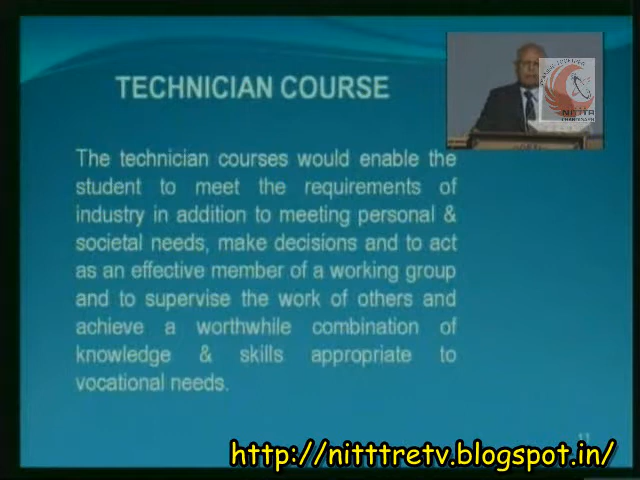 TECHNICIAN COURSE
The technician courses would enable the
student to meet the requirements of
industry in addition to meeting personal &
societal needs, make decisions and to act
as an effective member of a working group
and to supervise the work of others and
achieve a worthwhile combination of
knowledge & skills appropriate to
vocational needs.
NITTTR
CHANDIGARH
http://nitttretv.blogspot.in/